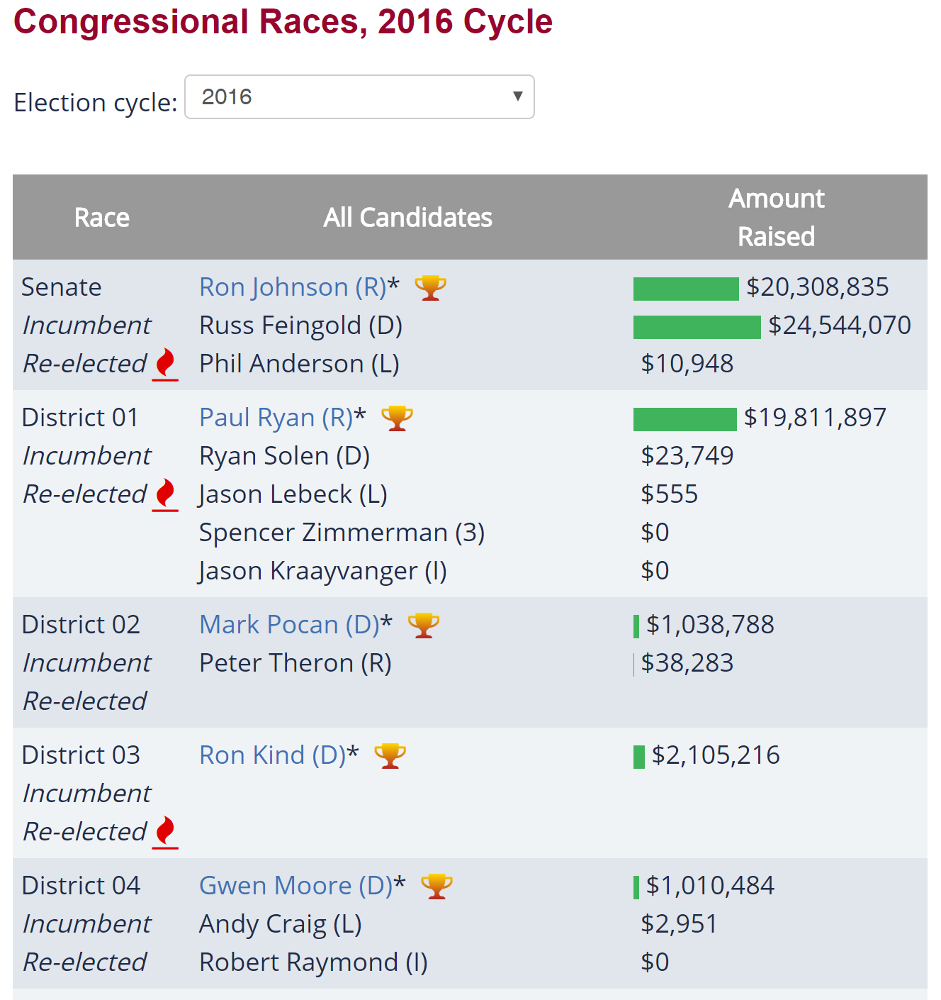 Congressional Races, 2016 Cycle
Election cycle: 2016 ▼
Race All Candidates Amount Raised
Senate Ron Johnson (R)* $20,308,835
Incumbent Russ Feingold (D) $24,544,070
Re-elected Phil Anderson (L) $10,948
District 01 Paul Ryan (R)* $19,811,897
Incumbent Ryan Solen (D) $23,749
Re-elected Jason Lebeck (L) $555
Spencer Zimmerman (3) $0
Jason Kraayvanger (I) $0
District 02 Mark Pocan (D)* $1,038,788
Incumbent Peter Theron (R) $38,283
Re-elected
District 03 Ron Kind (D)* $2,105,216
Incumbent
Re-elected
District 04 Gwen Moore (D)* $1,010,484
Incumbent Andy Craig (L) $2,951
Re-elected Robert Raymond (I) $0